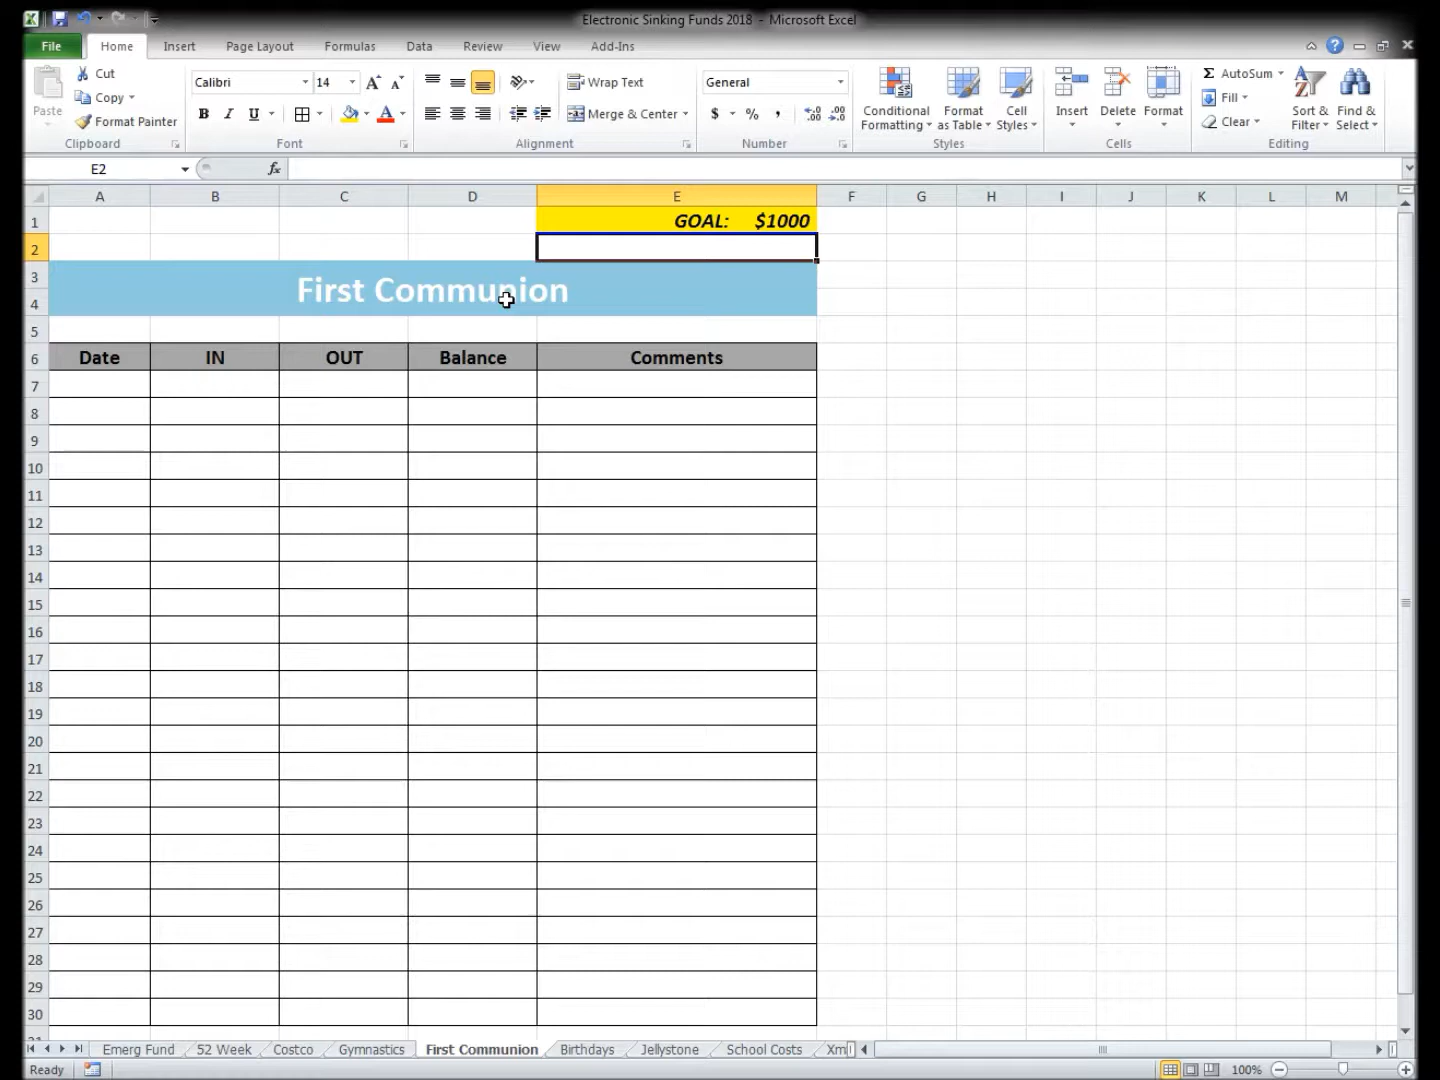 Electronic Sinking Funds 2018 - Microsoft Excel
File Home Insert Page Layout Formulas Data Review View Add-Ins
Paste
Cut
Copy
Format Painter
Clipboard
Calibri 14
B I U A
Font
Wrap Text
Merge & Center
Alignment
General
$ % ,
Number
Conditional Formatting
Format as Table
Cell Styles
Styles
Insert Delete Format
Cells
Σ AutoSum
Fill
Clear
Sort & Filter
Find & Select
Editing
E2 fx
A B C D E F G H I J K L M
1 GOAL: $1000
2
3 First Communion
4
5
6 Date IN OUT Balance Comments
7
8
9
10
11
12
13
14
15
16
17
18
19
20
21
22
23
24
25
26
27
28
29
30
Emerg Fund 52 Week Costco Gymnastics First Communion Birthdays Jellystone School Costs
Ready 100%